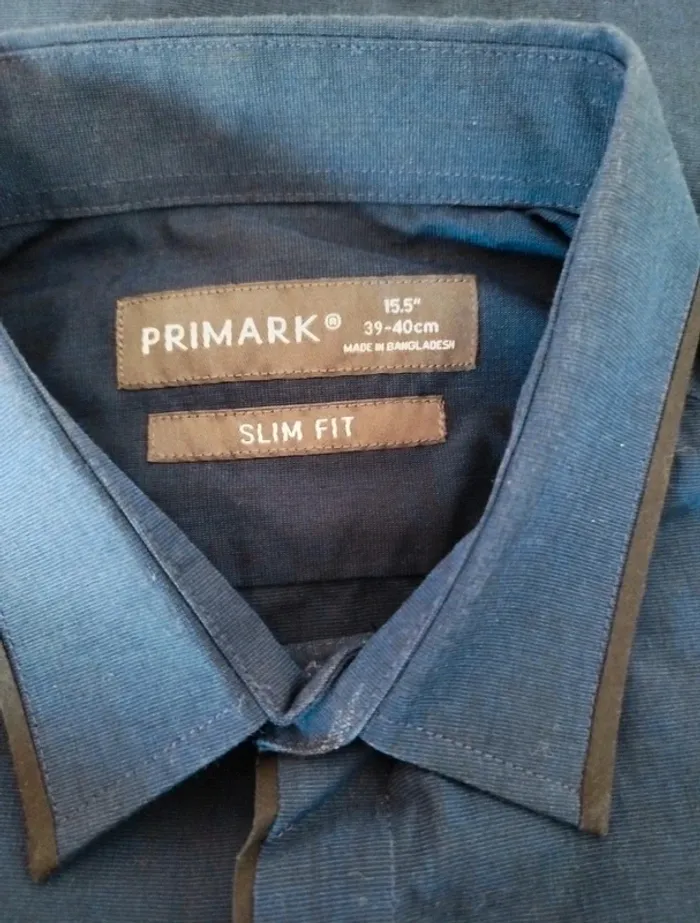 PRIMARK® 15.5"
39-40cm
MADE IN BANGLADESH
SLIM FIT